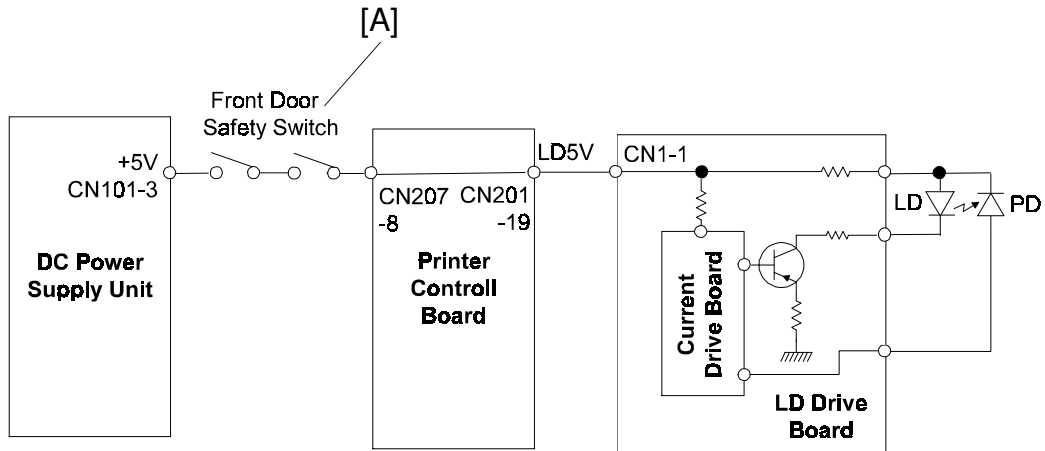 [A]
Front Door
Safety Switch
+5V
CN101-3
DC Power
Supply Unit
CN207
-8
CN201
-19
Printer
Controll
Board
LD5V
CN1-1
Current
Drive Board
LD Drive
Board
LD
PD